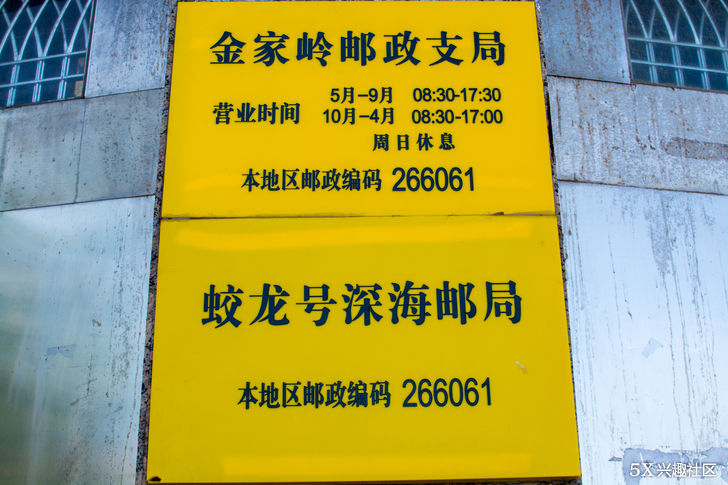 金家岭邮政支局
营业时间
5月-9月 08:30-17:30
10月-4月 08:30-17:00
周日休息
本地区邮政编码 266061
蛟龙号深海邮局
本地区邮政编码 266061
5X兴趣社区